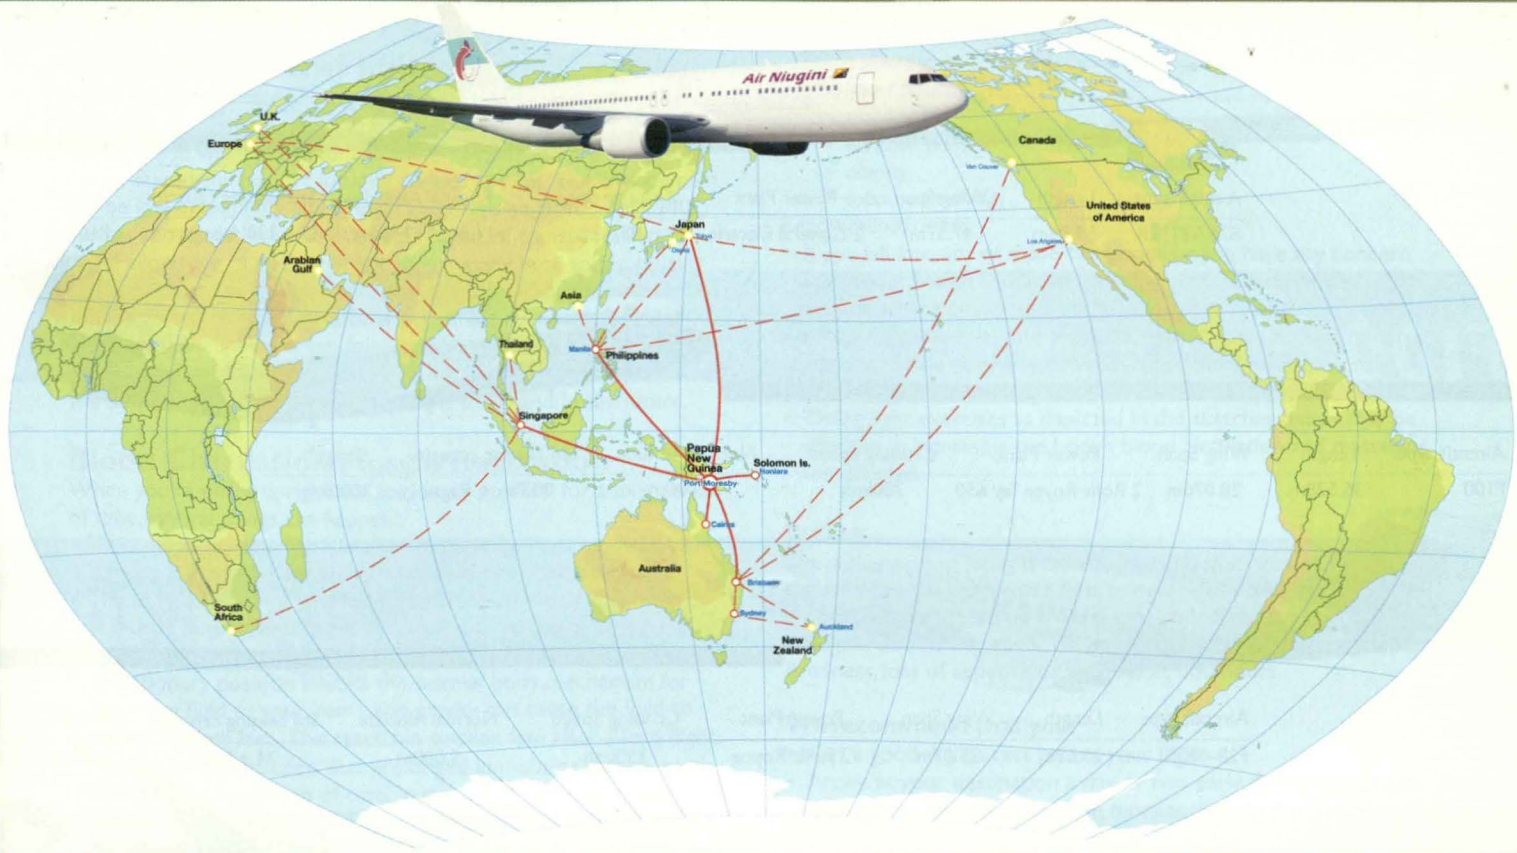 Air Niugini
U.K.
Europe
Canada
Van Couver
United States
of America
Los Angeles
Japan
Tokyo
Osaka
Arabian
Gulf
Asia
Thailand
Manila
Philippines
Singapore
Papua
New
Guinea
Port Moresby
Solomon Is.
Honiara
Cairns
Australia
Brisbane
Sydney
Auckland
New
Zealand
South
Africa